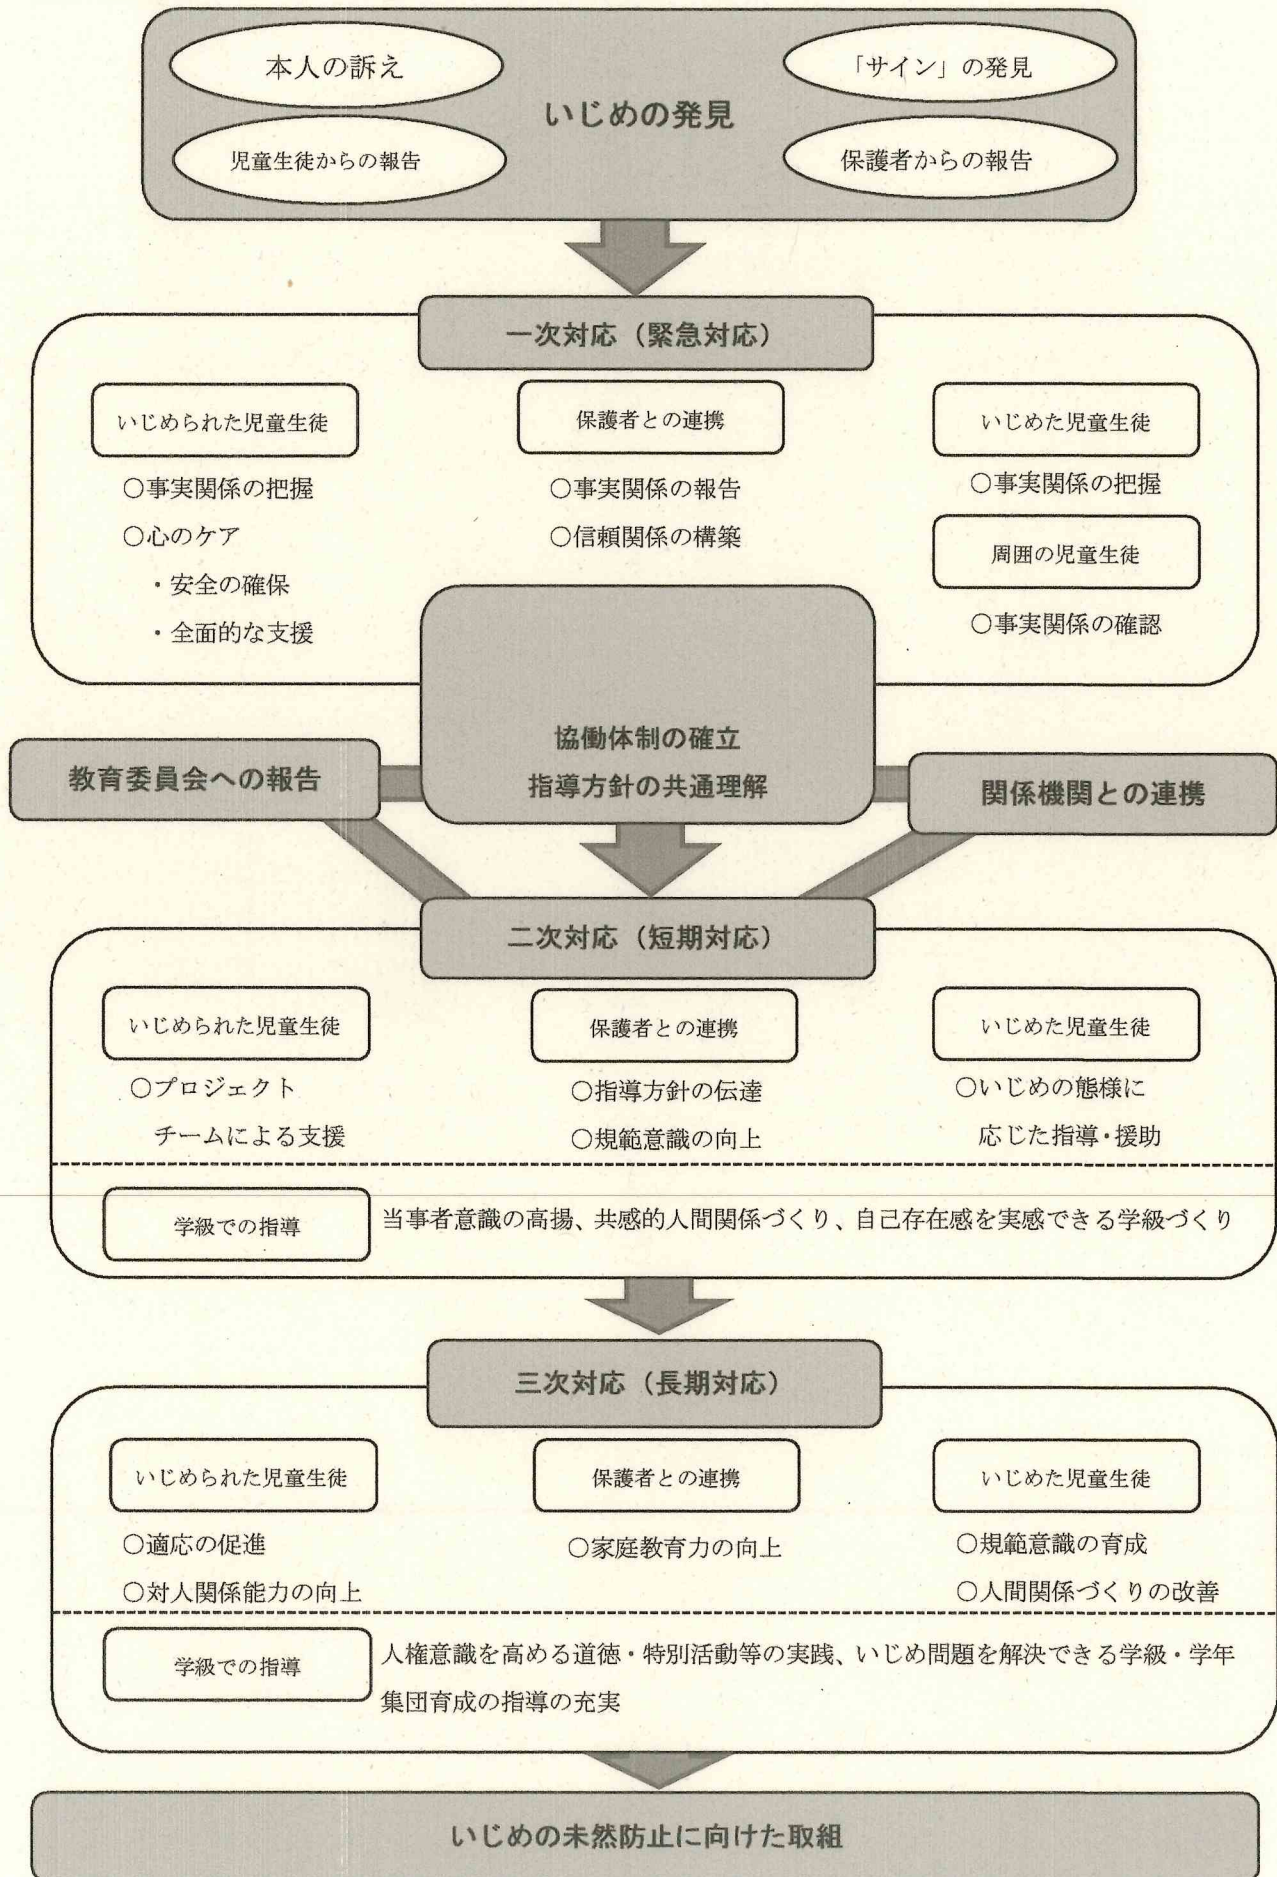 本人の訴え
「サイン」の発見
いじめの発見
児童生徒からの報告
保護者からの報告
一次対応（緊急対応）
いじめられた児童生徒
○事実関係の把握
○心のケア
・安全の確保
・全面的な支援
保護者との連携
○事実関係の報告
○信頼関係の構築
いじめた児童生徒
○事実関係の把握
周囲の児童生徒
○事実関係の確認
協働体制の確立
指導方針の共通理解
教育委員会への報告
関係機関との連携
二次対応（短期対応）
いじめられた児童生徒
○プロジェクト
チームによる支援
保護者との連携
○指導方針の伝達
○規範意識の向上
いじめた児童生徒
○いじめの態様に
応じた指導・援助
学級での指導
当事者意識の高揚、共感的人間関係づくり、自己存在感を実感できる学級づくり
三次対応（長期対応）
いじめられた児童生徒
○適応の促進
○対人関係能力の向上
保護者との連携
○家庭教育力の向上
いじめた児童生徒
○規範意識の育成
○人間関係づくりの改善
学級での指導
人権意識を高める道徳・特別活動等の実践、いじめ問題を解決できる学級・学年
集団育成の指導の充実
いじめの未然防止に向けた取組